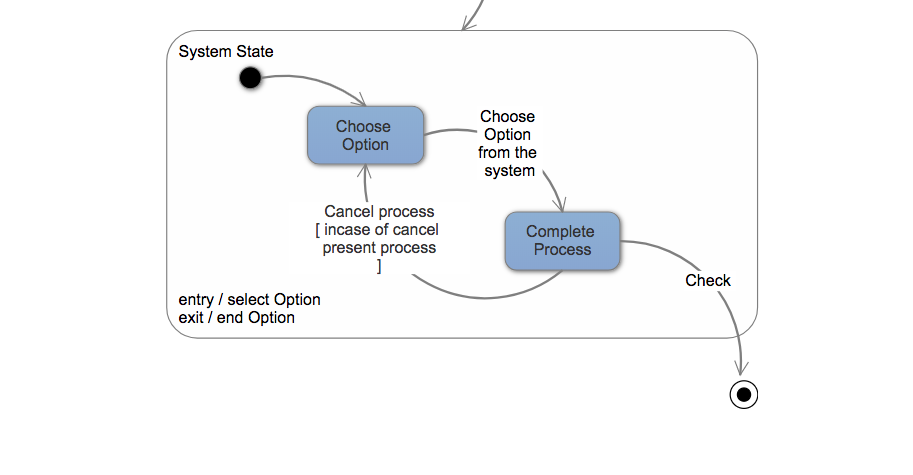 System State
Choose
Option
Choose
Option
from the
system
Cancel process
[ incase of cancel
present process
]
Complete
Process
Check
entry / select Option
exit / end Option